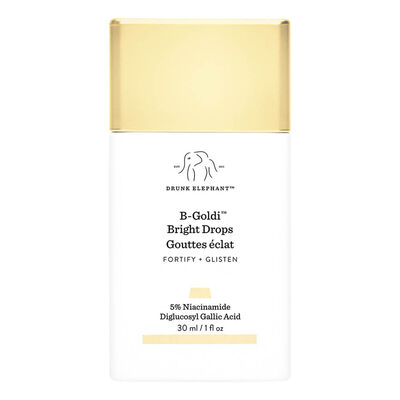 DRUNK ELEPHANT™
B-Goldi™
Bright Drops
Gouttes éclat
FORTIFY + GLISTEN
5% Niacinamide
Diglucosyl Gallic Acid
30 ml / 1 fl oz